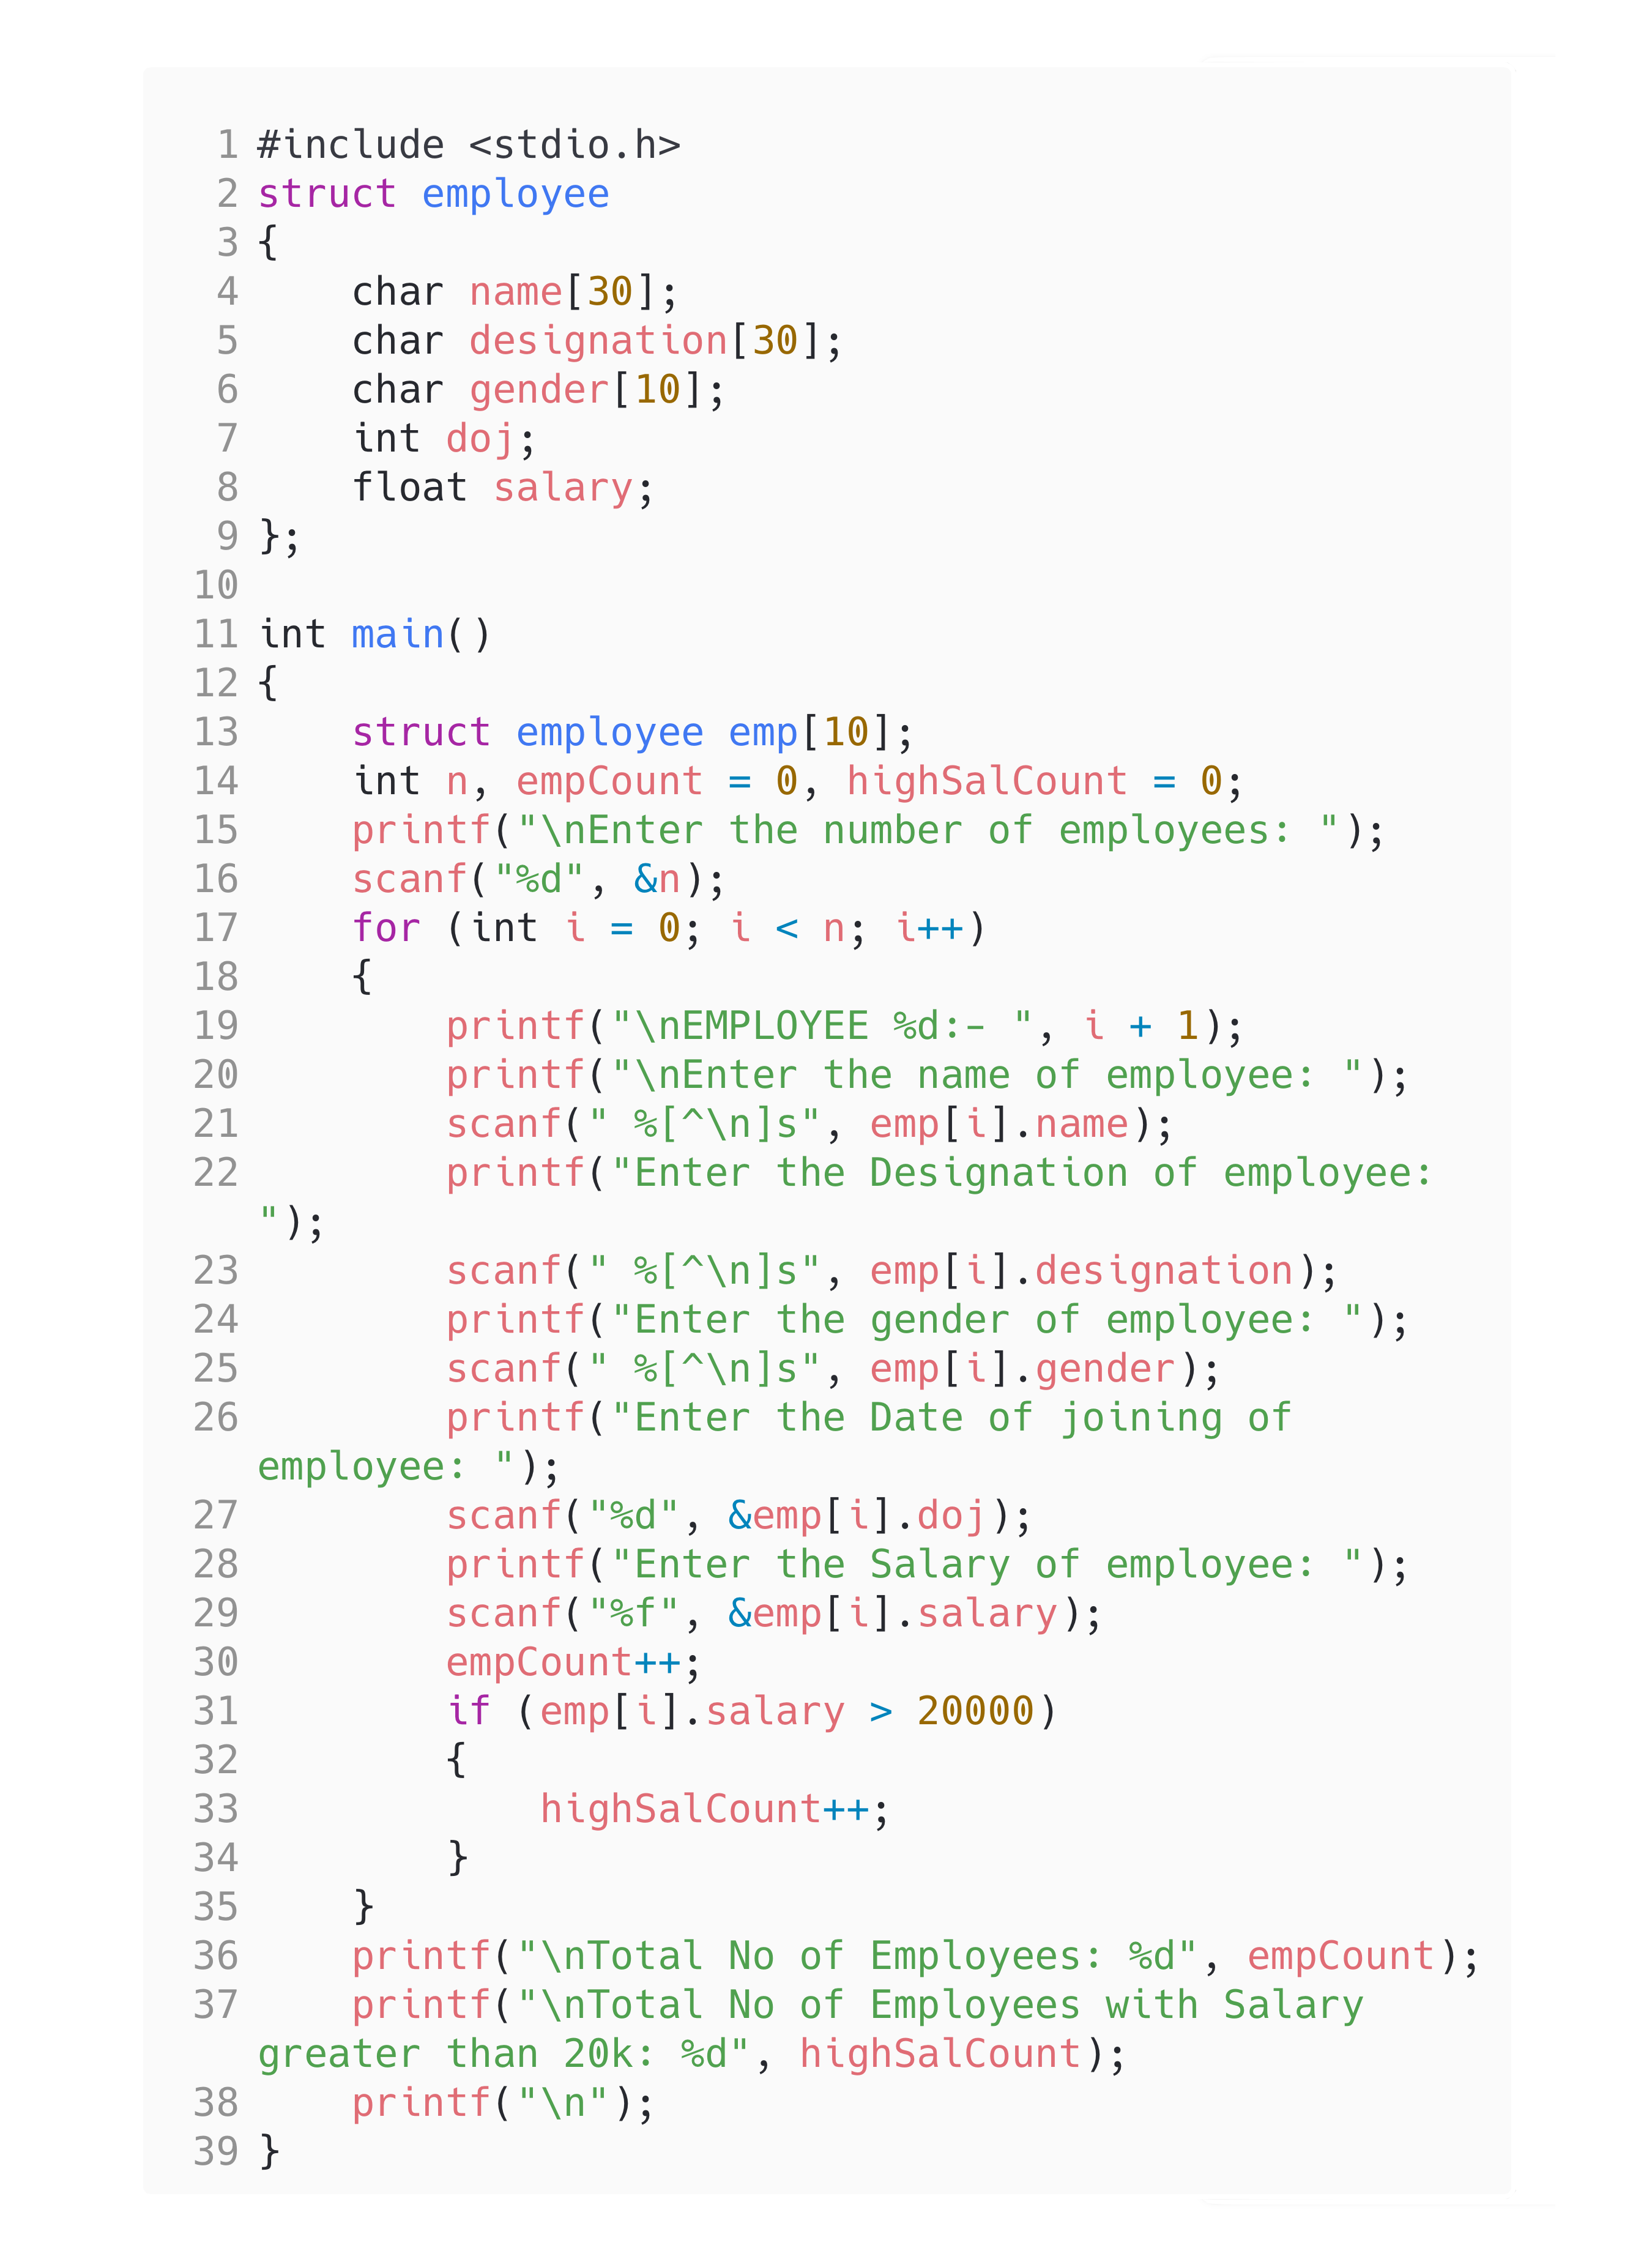 1 #include <stdio.h>
2 struct employee
3 {
4     char name[30];
5     char designation[30];
6     char gender[10];
7     int doj;
8     float salary;
9 };
10
11 int main()
12 {
13     struct employee emp[10];
14     int n, empCount = 0, highSalCount = 0;
15     printf("\nEnter the number of employees: ");
16     scanf("%d", &n);
17     for (int i = 0; i < n; i++)
18     {
19         printf("\nEMPLOYEE %d:- ", i + 1);
20         printf("\nEnter the name of employee: ");
21         scanf(" %[^\n]s", emp[i].name);
22         printf("Enter the Designation of employee:
");
23         scanf(" %[^\n]s", emp[i].designation);
24         printf("Enter the gender of employee: ");
25         scanf(" %[^\n]s", emp[i].gender);
26         printf("Enter the Date of joining of
employee: ");
27         scanf("%d", &emp[i].doj);
28         printf("Enter the Salary of employee: ");
29         scanf("%f", &emp[i].salary);
30         empCount++;
31         if (emp[i].salary > 20000)
32         {
33             highSalCount++;
34         }
35     }
36     printf("\nTotal No of Employees: %d", empCount);
37     printf("\nTotal No of Employees with Salary
greater than 20k: %d", highSalCount);
38     printf("\n");
39 }